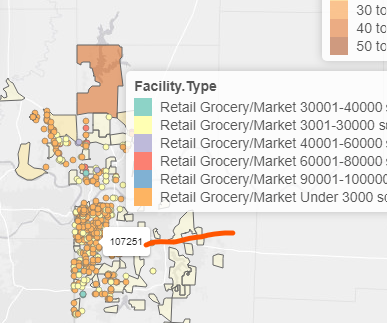 30 to
40 to
50 to
Facility.Type
Retail Grocery/Market 30001-40000 s
Retail Grocery/Market 3001-30000 s
Retail Grocery/Market 40001-60000 s
Retail Grocery/Market 60001-80000 s
Retail Grocery/Market 90001-100000
Retail Grocery/Market Under 3000 sq
107251